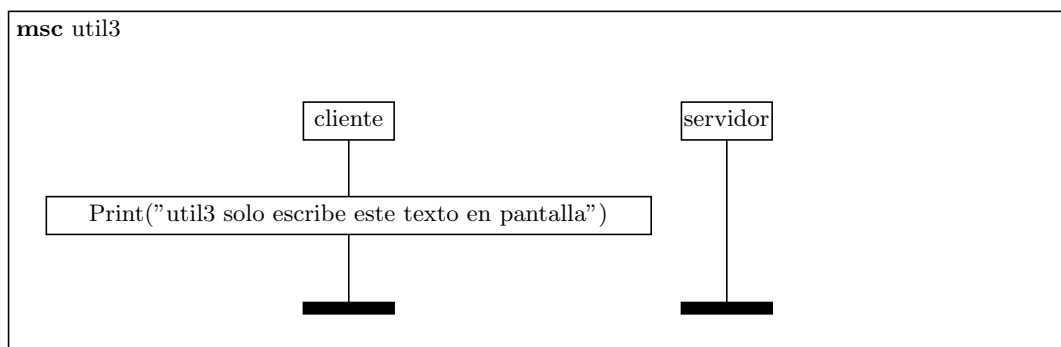 msc util3
cliente
servidor
Print(”util3 solo escribe este texto en pantalla”)